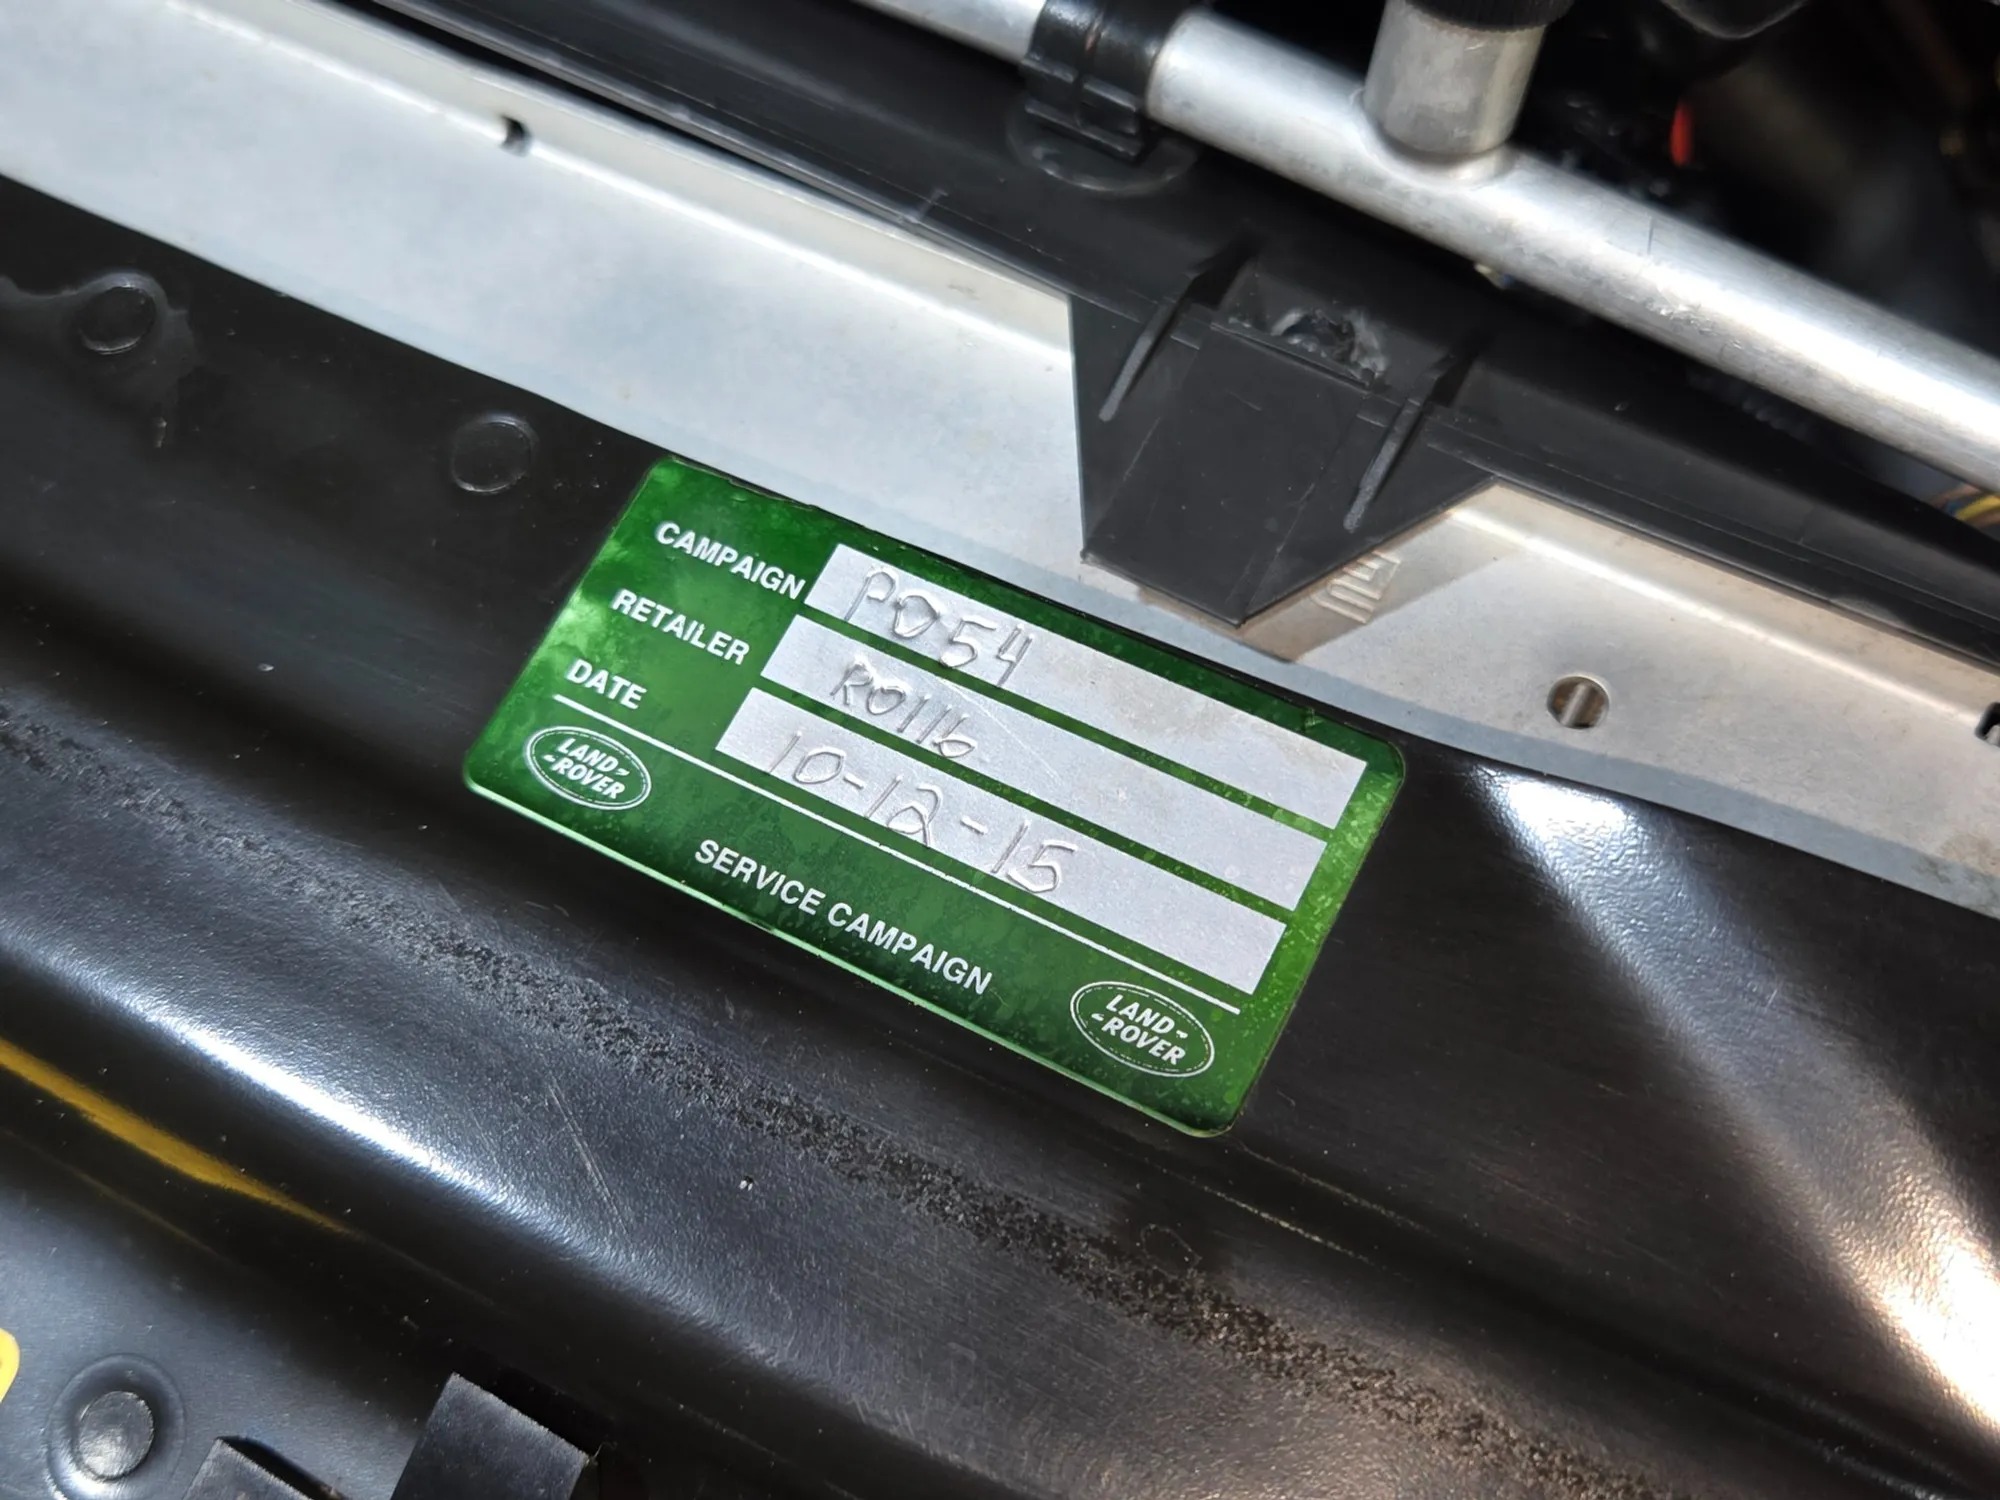 CAMPAIGN P054
RETAILER R0116
DATE 10-12-15
LAND-
-ROVER
SERVICE CAMPAIGN
LAND-
-ROVER